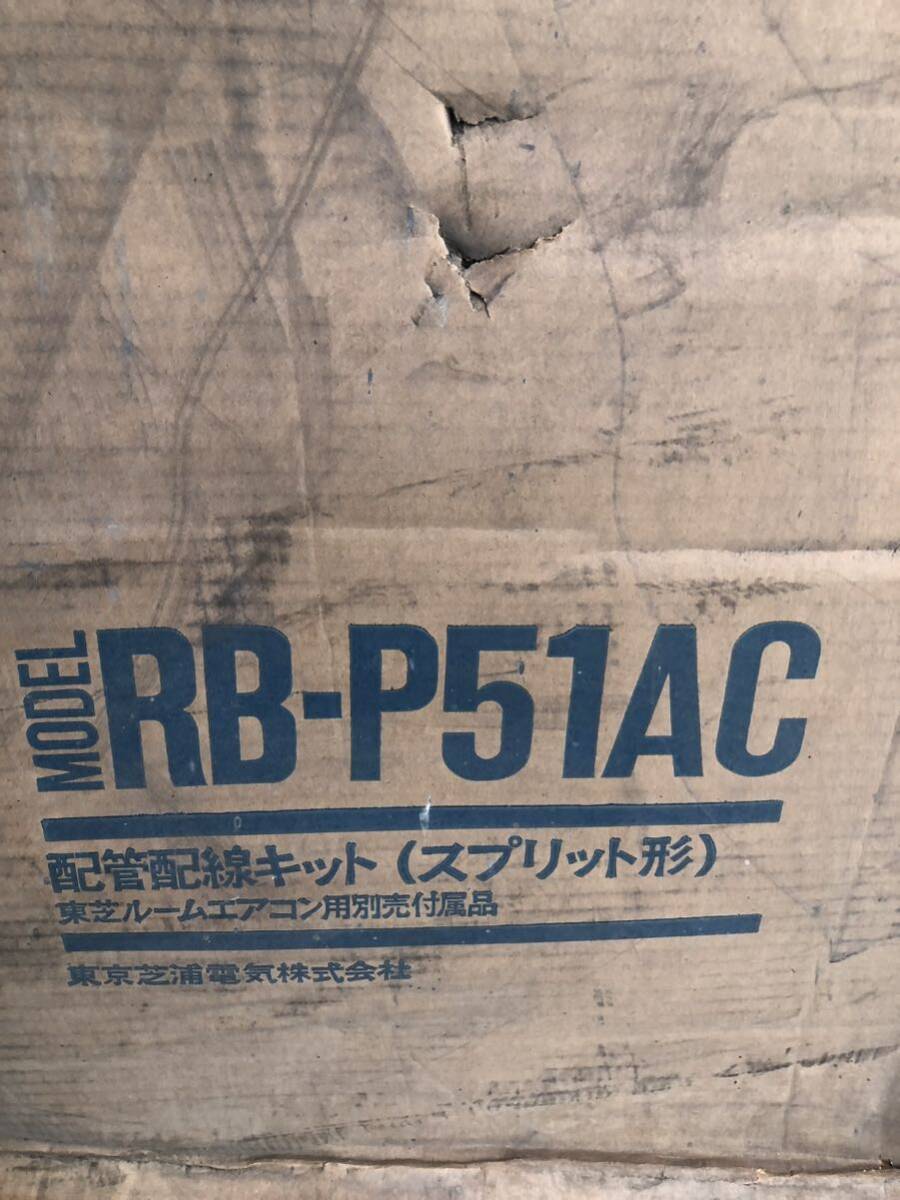 MODEL RB-P51AC
配管配線キット(スプリット形)
東芝ルームエアコン用別売付属品
東京芝浦電気株式会社